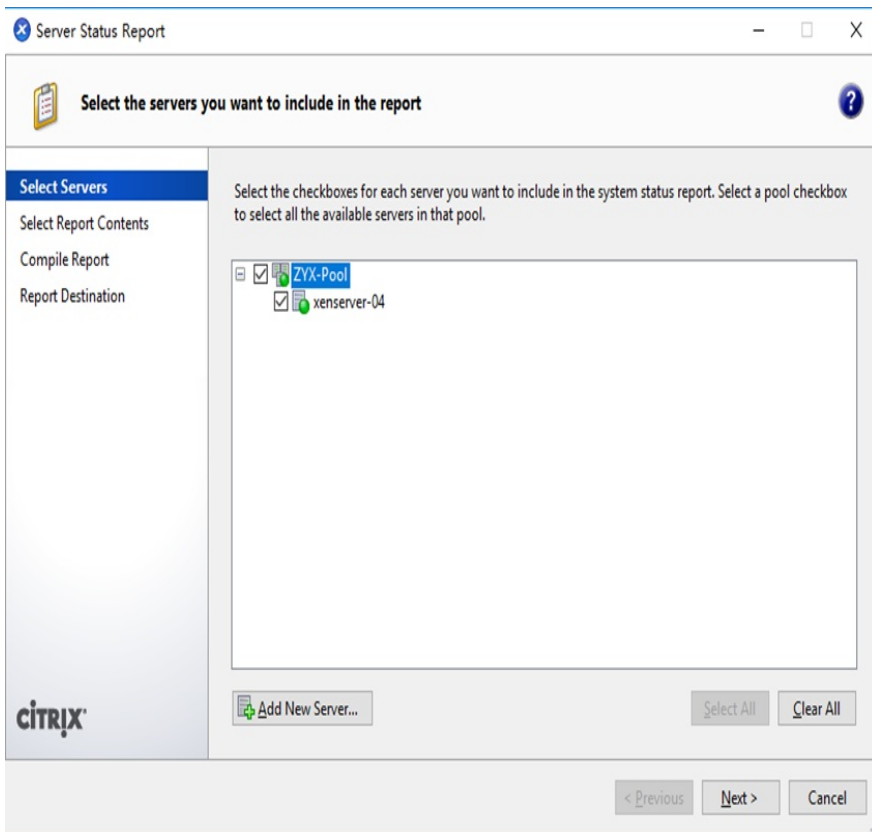 Server Status Report
Select the servers you want to include in the report
?
Select Servers
Select Report Contents
Compile Report
Report Destination
Select the checkboxes for each server you want to include in the system status report. Select a pool checkbox
to select all the available servers in that pool.
ZYX-Pool
xenserver-04
CITRIX
Add New Server...
Select All
Clear All
< Previous
Next >
Cancel